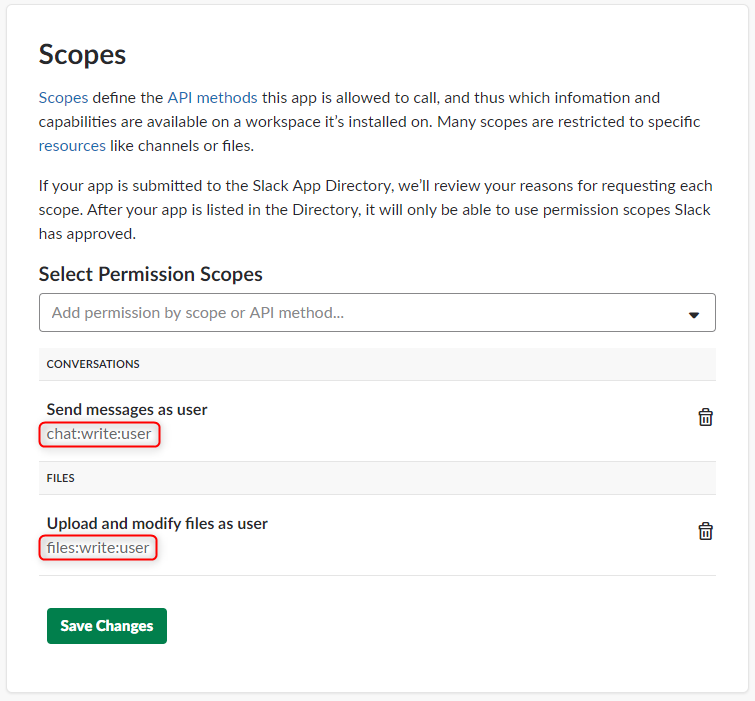 Scopes
Scopes define the API methods this app is allowed to call, and thus which infomation and
capabilities are available on a workspace it's installed on. Many scopes are restricted to specific
resources like channels or files.
If your app is submitted to the Slack App Directory, we'll review your reasons for requesting each
scope. After your app is listed in the Directory, it will only be able to use permission scopes Slack
has approved.
Select Permission Scopes
Add permission by scope or API method...
CONVERSATIONS
Send messages as user
chat:write:user
FILES
Upload and modify files as user
files:write:user
Save Changes